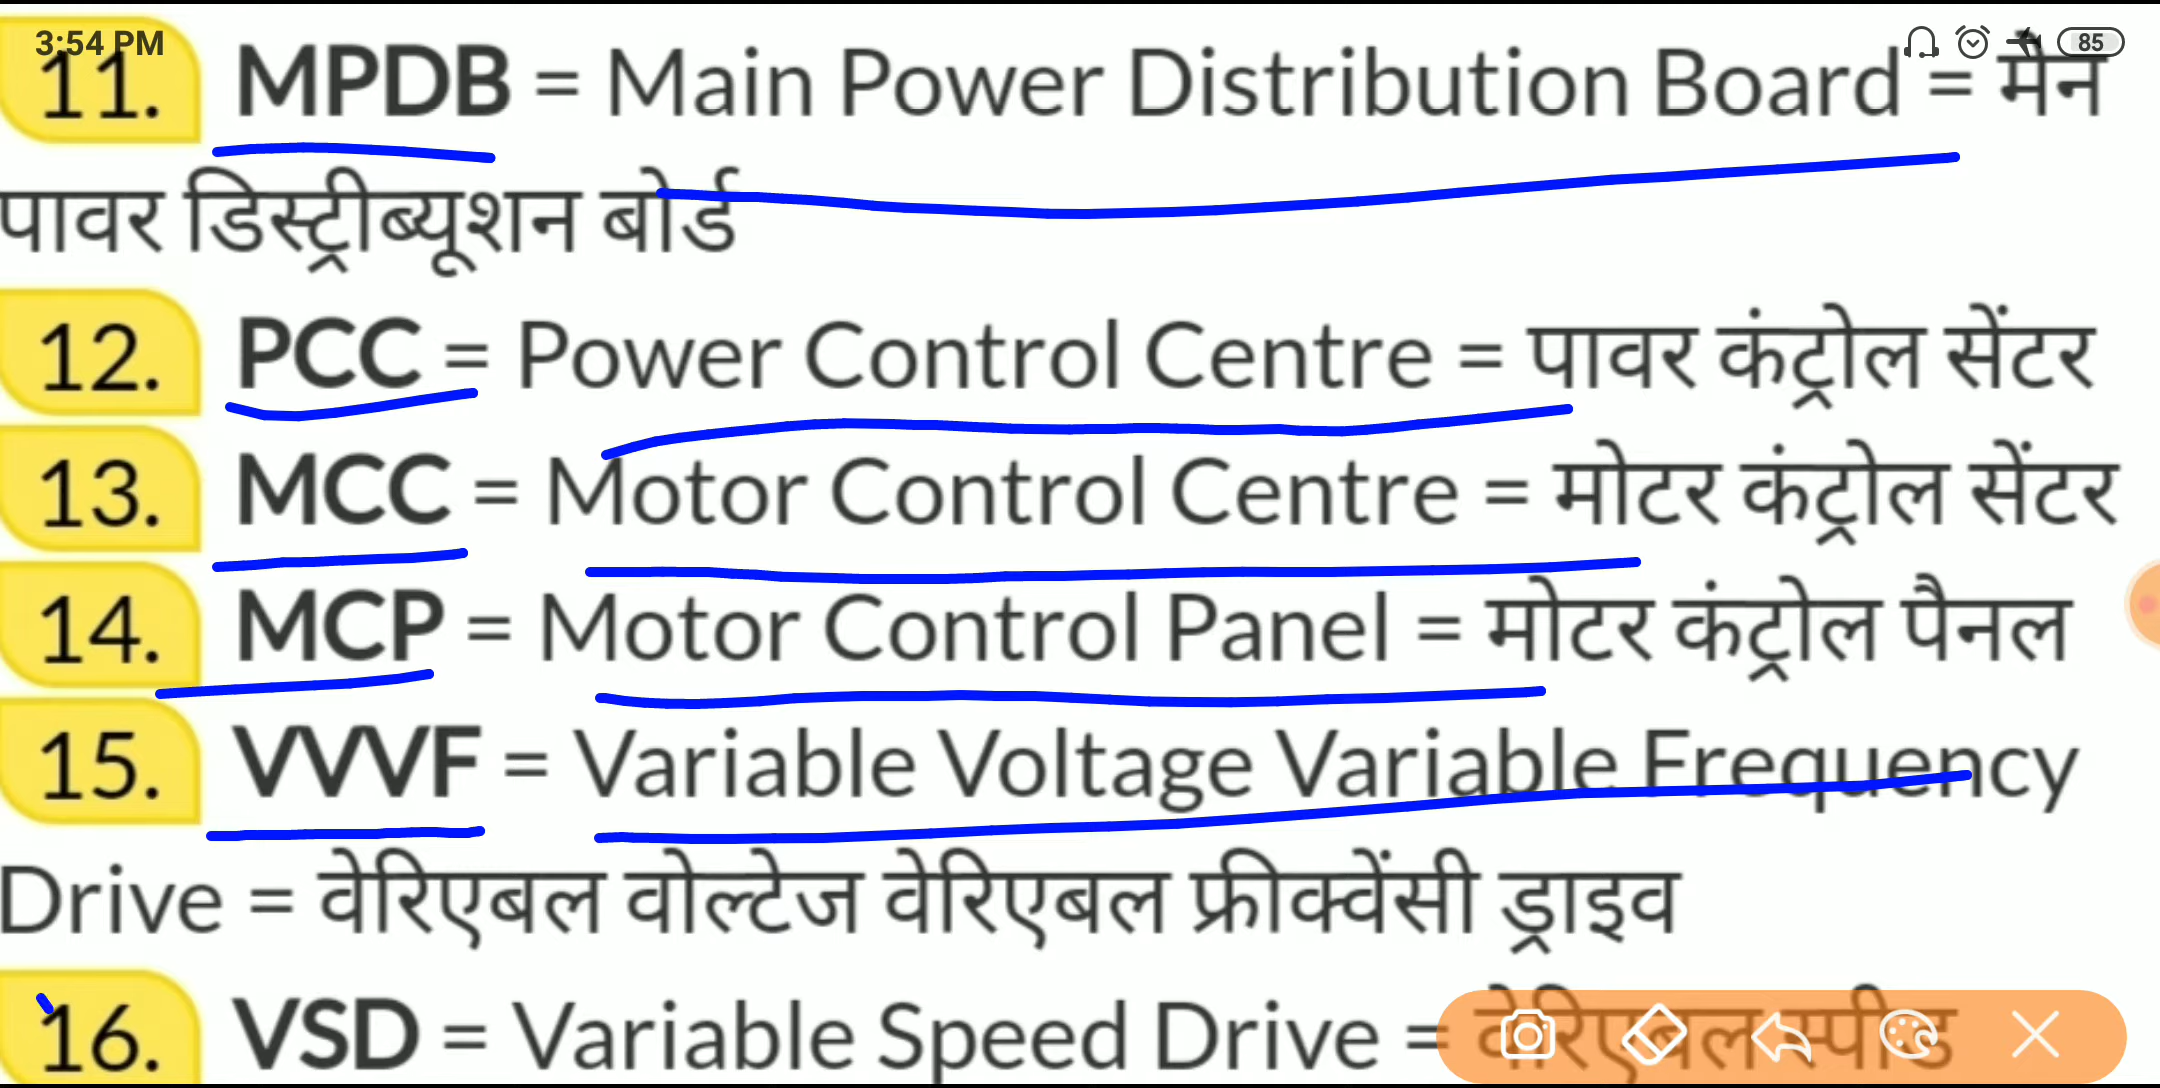 3:54 PM 85
11. MPDB = Main Power Distribution Board = मैन
पावर डिस्ट्रीब्यूशन बोर्ड
12. PCC = Power Control Centre = पावर कंट्रोल सेंटर
13. MCC = Motor Control Centre = मोटर कंट्रोल सेंटर
14. MCP = Motor Control Panel = मोटर कंट्रोल पैनल
15. VVVF = Variable Voltage Variable Frequency
Drive = वेरिएबल वोल्टेज वेरिएबल फ्रीक्वेंसी ड्राइव
16. VSD = Variable Speed Drive = वेरिएबल स्पीड